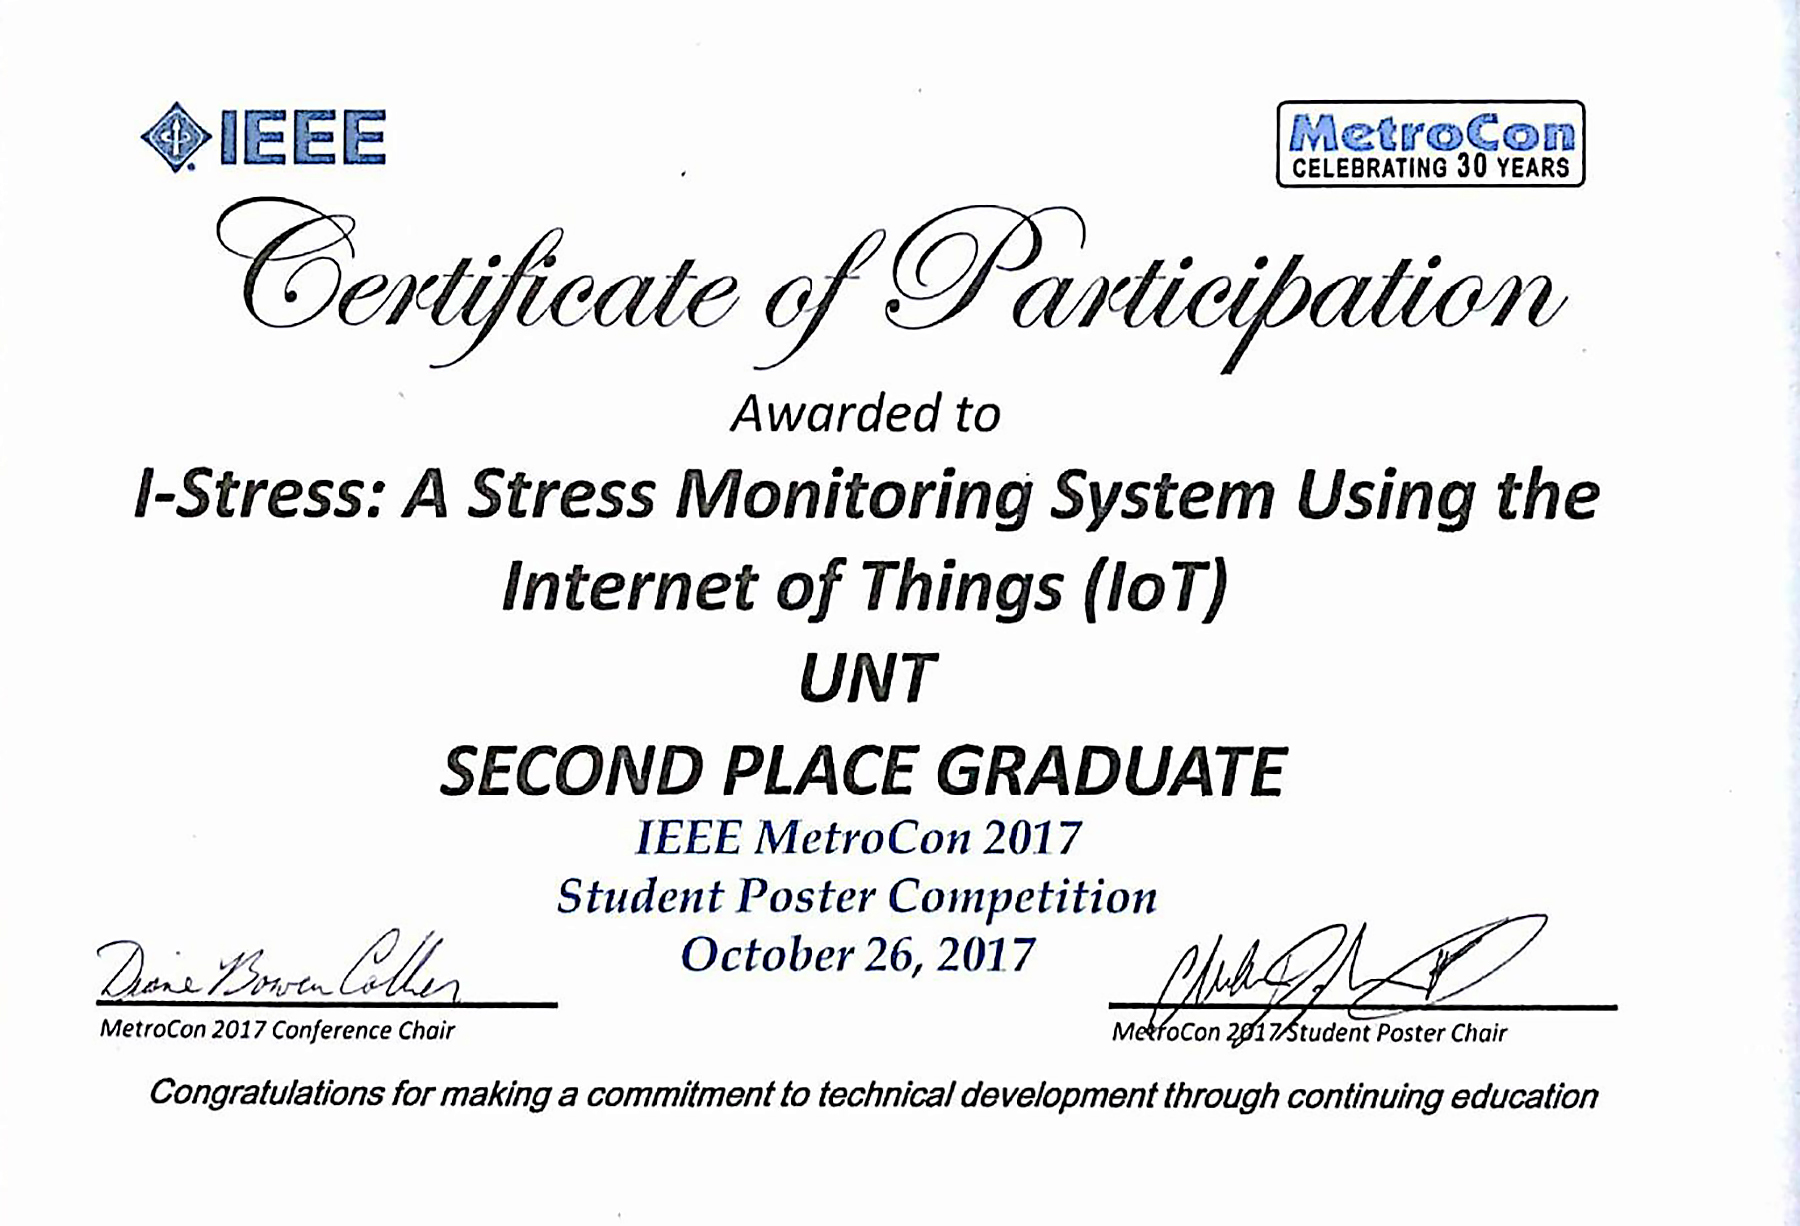 IEEE
MetroCon
CELEBRATING 30 YEARS
Certificate of Participation
Awarded to
I-Stress: A Stress Monitoring System Using the
Internet of Things (IoT)
UNT
SECOND PLACE GRADUATE
IEEE MetroCon 2017
Student Poster Competition
October 26, 2017
Diane Bowen Collier
MetroCon 2017 Conference Chair
MetroCon 2017 Student Poster Chair
Congratulations for making a commitment to technical development through continuing education